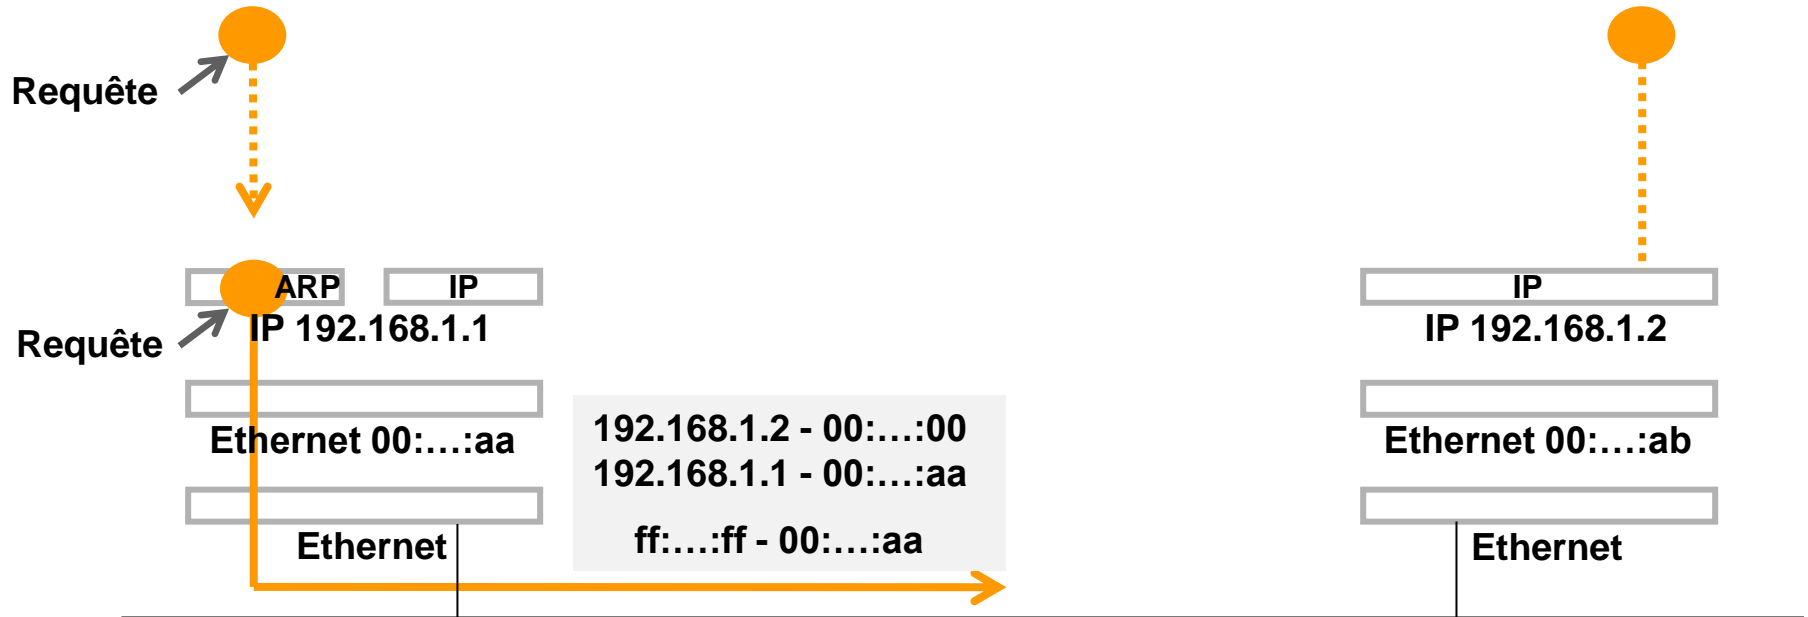 Requête
ARP
IP
IP
Requête
IP 192.168.1.1
IP 192.168.1.2
Ethernet 00:…:aa
192.168.1.2 - 00:…:00
192.168.1.1 - 00:…:aa
ff:…:ff - 00:…:aa
Ethernet 00:…:ab
Ethernet
Ethernet